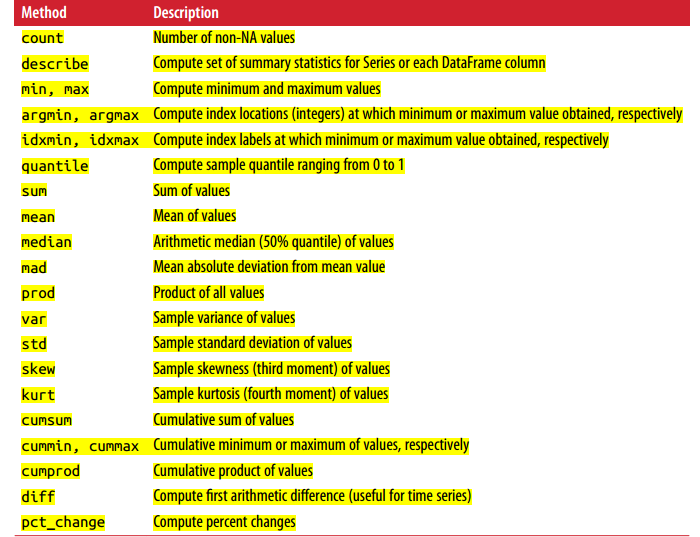 Method Description
count Number of non-NA values
describe Compute set of summary statistics for Series or each DataFrame column
min, max Compute minimum and maximum values
argmin, argmax Compute index locations (integers) at which minimum or maximum value obtained, respectively
idxmin, idxmax Compute index labels at which minimum or maximum value obtained, respectively
quantile Compute sample quantile ranging from 0 to 1
sum Sum of values
mean Mean of values
median Arithmetic median (50% quantile) of values
mad Mean absolute deviation from mean value
prod Product of all values
var Sample variance of values
std Sample standard deviation of values
skew Sample skewness (third moment) of values
kurt Sample kurtosis (fourth moment) of values
cumsum Cumulative sum of values
cummin, cummax Cumulative minimum or maximum of values, respectively
cumprod Cumulative product of values
diff Compute first arithmetic difference (useful for time series)
pct_change Compute percent changes